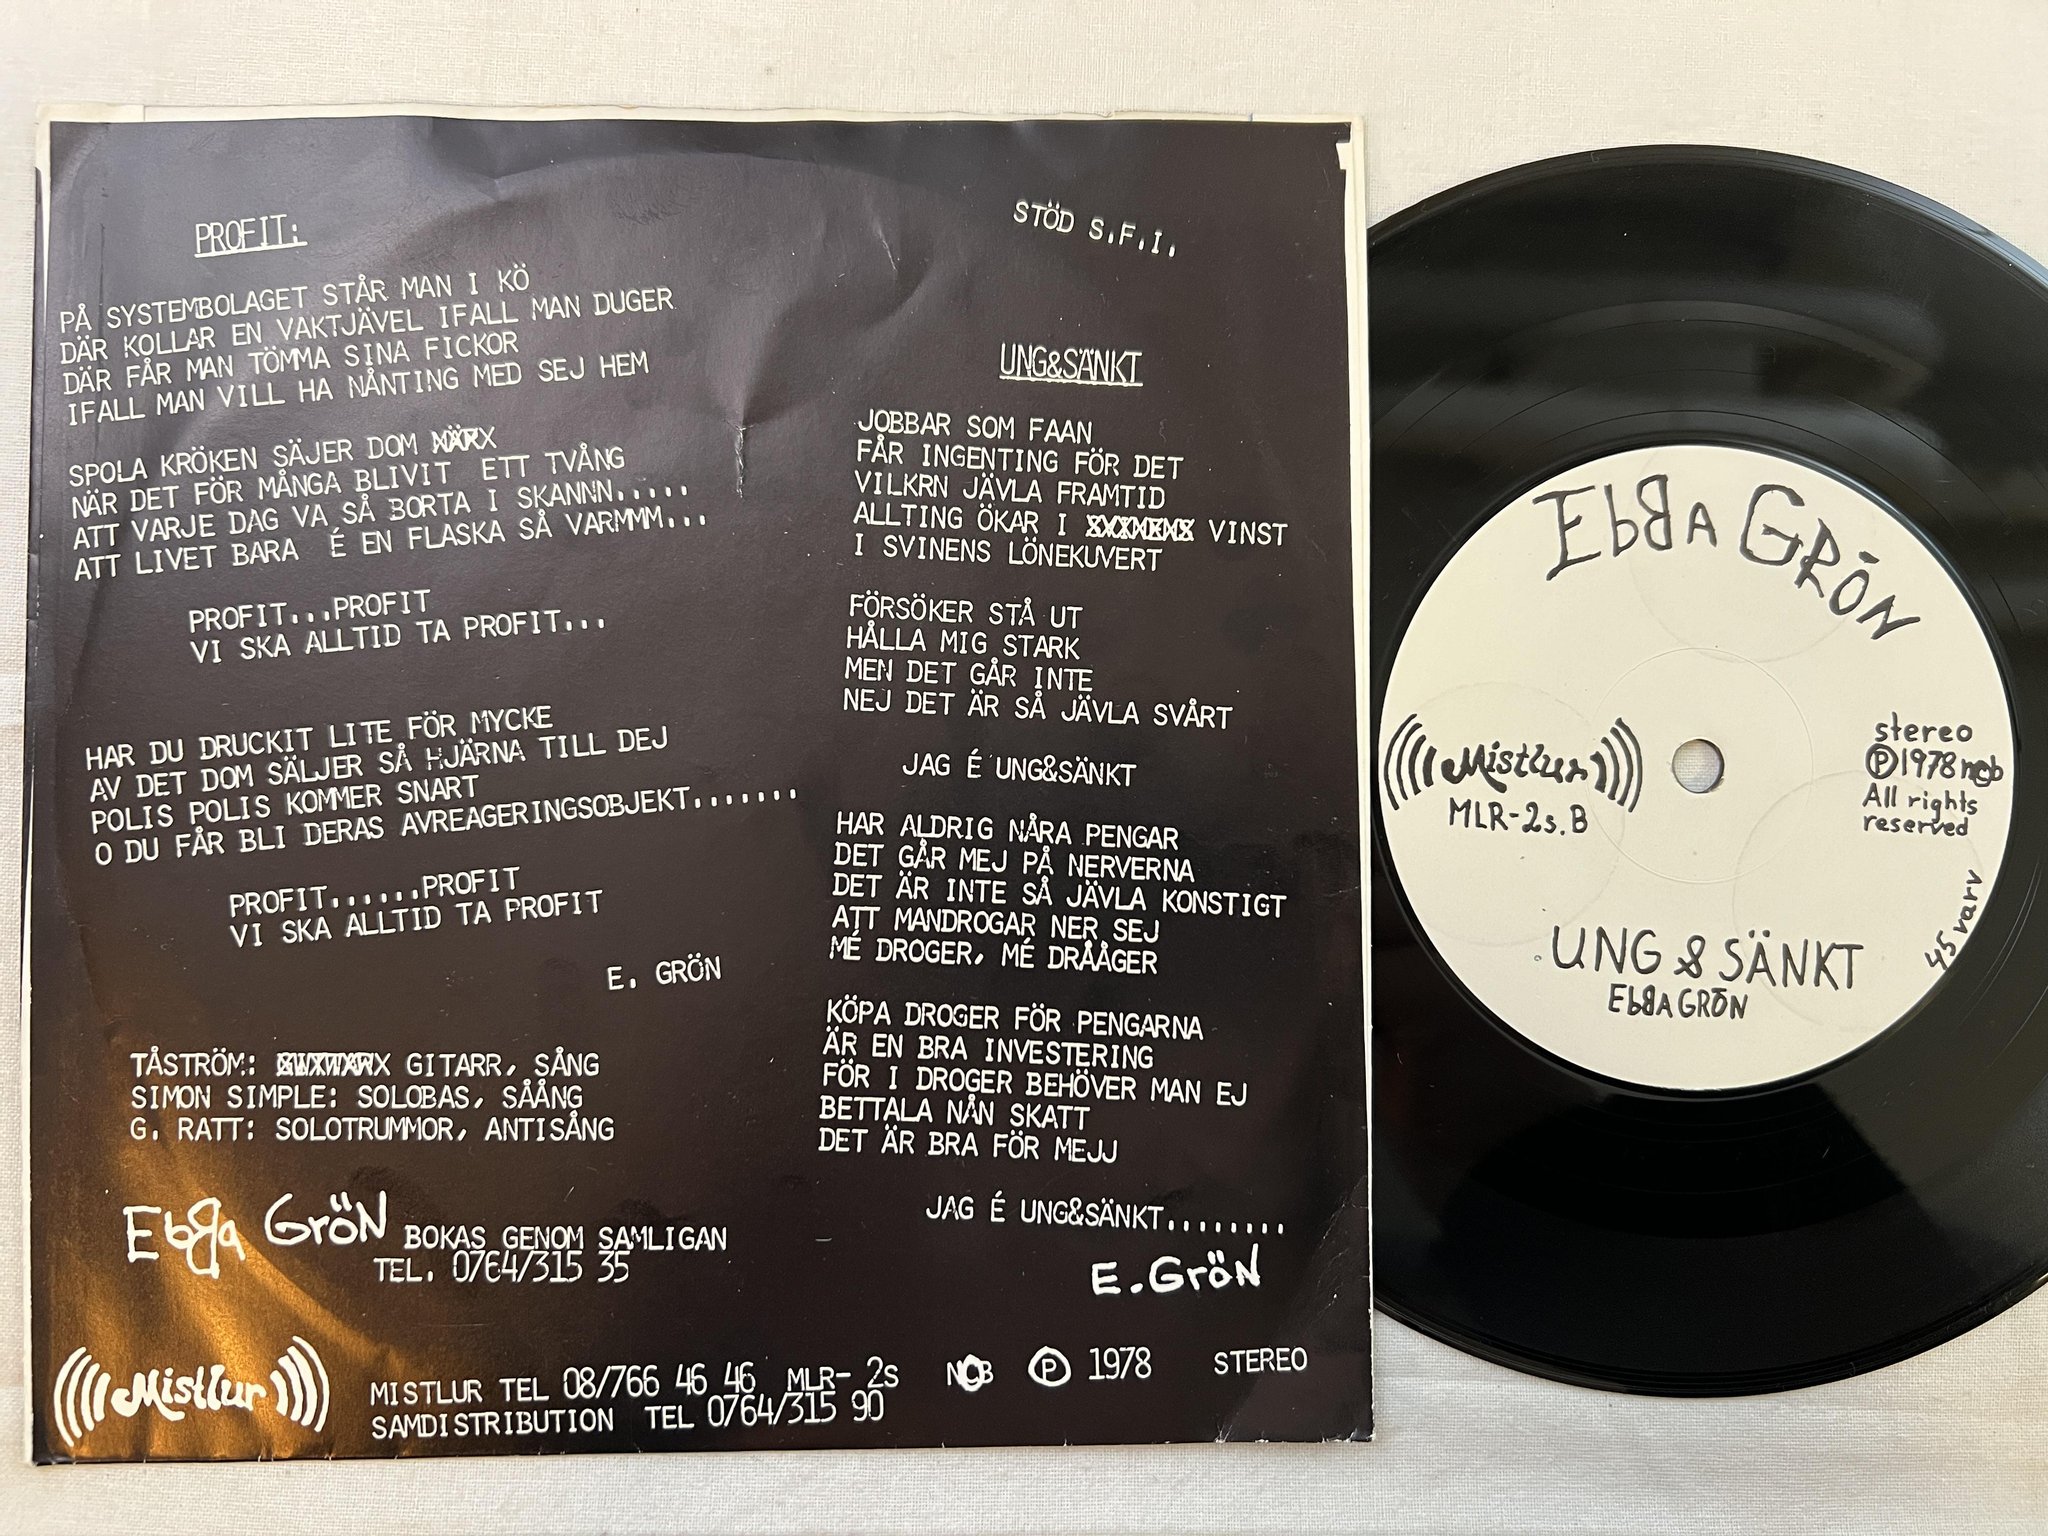 PROFIT:
PÅ SYSTEMBOLAGET STÅR MAN I KÖ
DÄR KOLLAR EN VAKTJÄVEL IFALL MAN DUGER
DÄR FÅR MAN TÖMMA SINA FICKOR
IFALL MAN VILL HA NÅNTING MED SEJ HEM
SPOLA KRÖKEN SÄJER DOM
NÄR DET FÖR MÅNGA BLIVIT ETT TVÅNG
ATT VARJE DAG VA SÅ BORTA I SKANNN.....
ATT LIVET BARA É EN FLASKA SÅ VARMMM...
PROFIT...PROFIT
VI SKA ALLTID TA PROFIT...
HAR DU DRUCKIT LITE FÖR MYCKE
AV DET DOM SÄLJER SÅ HJÄRNA TILL DEJ
POLIS POLIS KOMMER SNART
O DU FÅR BLI DERAS AVREAGERINGSOBJEKT.......
PROFIT......PROFIT
VI SKA ALLTID TA PROFIT
E. GRÖN
TÅSTRÖM: GITARR, SÅNG
SIMON SIMPLE: SOLOBAS, SÅÅNG
G. RATT: SOLOTRUMMOR, ANTISÅNG
EbBa GRÖN BOKAS GENOM SAMLIGAN
TEL. 0764/315 35
STÖD S.F.I.
UNG&SÄNKT
JOBBAR SOM FAAN
FÅR INGENTING FÖR DET
VILKRN JÄVLA FRAMTID
ALLTING ÖKAR I VINST
I SVINENS LÖNEKUVERT
FÖRSÖKER STÅ UT
HÅLLA MIG STARK
MEN DET GÅR INTE
NEJ DET ÄR SÅ JÄVLA SVÅRT
JAG É UNG&SÄNKT
HAR ALDRIG NÅRA PENGAR
DET GÅR MEJ PÅ NERVERNA
DET ÄR INTE SÅ JÄVLA KONSTIGT
ATT MANDROGAR NER SEJ
MÉ DROGER, MÉ DRÅÅGER
KÖPA DROGER FÖR PENGARNA
ÄR EN BRA INVESTERING
FÖR I DROGER BEHÖVER MAN EJ
BETTALA NÅN SKATT
DET ÄR BRA FÖR MEJJ
JAG É UNG&SÄNKT........
E. GRÖN
Mistlur
MISTLUR TEL 08/766 46 46 MLR- 2s NCB Ⓟ 1978 STEREO
SAMDISTRIBUTION TEL 0764/315 90
EbBA GRÖN
Mistlur
MLR-2s.B
stereo
Ⓟ1978 ncb
All rights
reserved
45 varv
UNG & SÄNKT
EbBA GRÖN